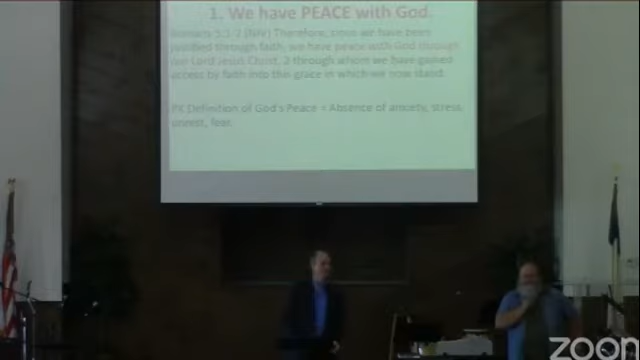 1. We have PEACE with God.
Romans 5:1-2 (NIV) Therefore, since we have been
justified through faith, we have peace with God through
our Lord Jesus Christ, 2 through whom we have gained
access by faith into this grace in which we now stand.
PK Definition of God's Peace = Absence of anxiety, stress,
unrest, fear.
zoom